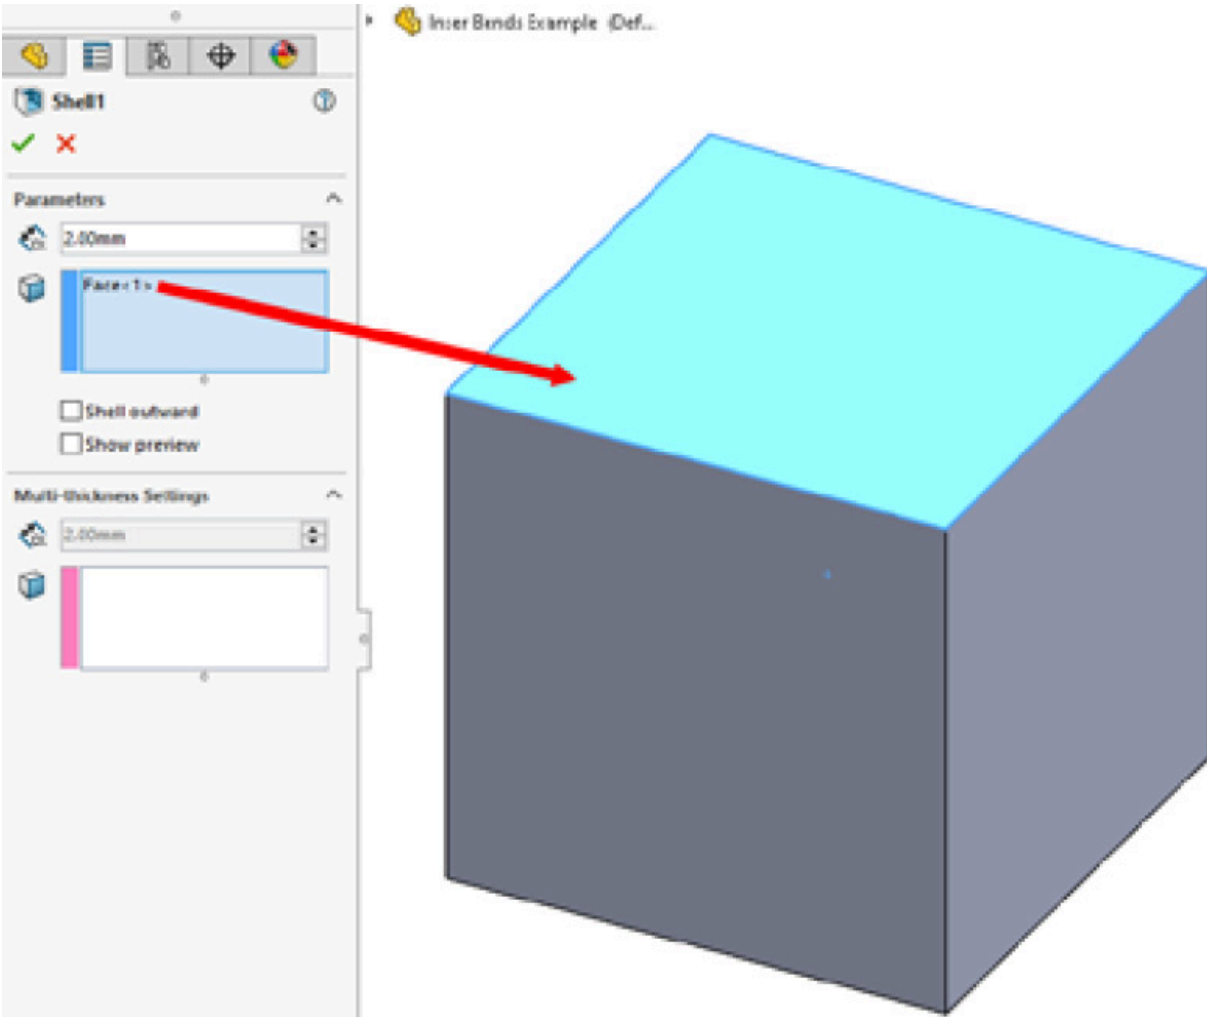 Inser Bends Example (Def...
Shell1
Parameters
2.00mm
Face<1>
Shell outward
Show preview
Multi-thickness Settings
2.00mm